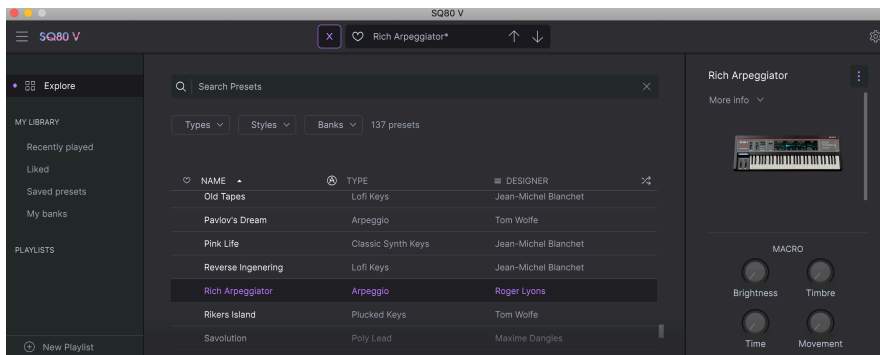 SQ80 V
SQ80 V
X Rich Arpeggiator*
Explore
MY LIBRARY
Recently played
Liked
Saved presets
My banks
PLAYLISTS
New Playlist
Search Presets
Types Styles Banks 137 presets
NAME TYPE DESIGNER
Old Tapes Lofi Keys Jean-Michel Blanchet
Pavlov's Dream Arpeggio Tom Wolfe
Pink Life Classic Synth Keys Jean-Michel Blanchet
Reverse Ingenering Lofi Keys Jean-Michel Blanchet
Rich Arpeggiator Arpeggio Roger Lyons
Rikers Island Plucked Keys Tom Wolfe
Savolution Poly Lead Maxime Dangles
Rich Arpeggiator
More info
MACRO
Brightness Timbre
Time Movement